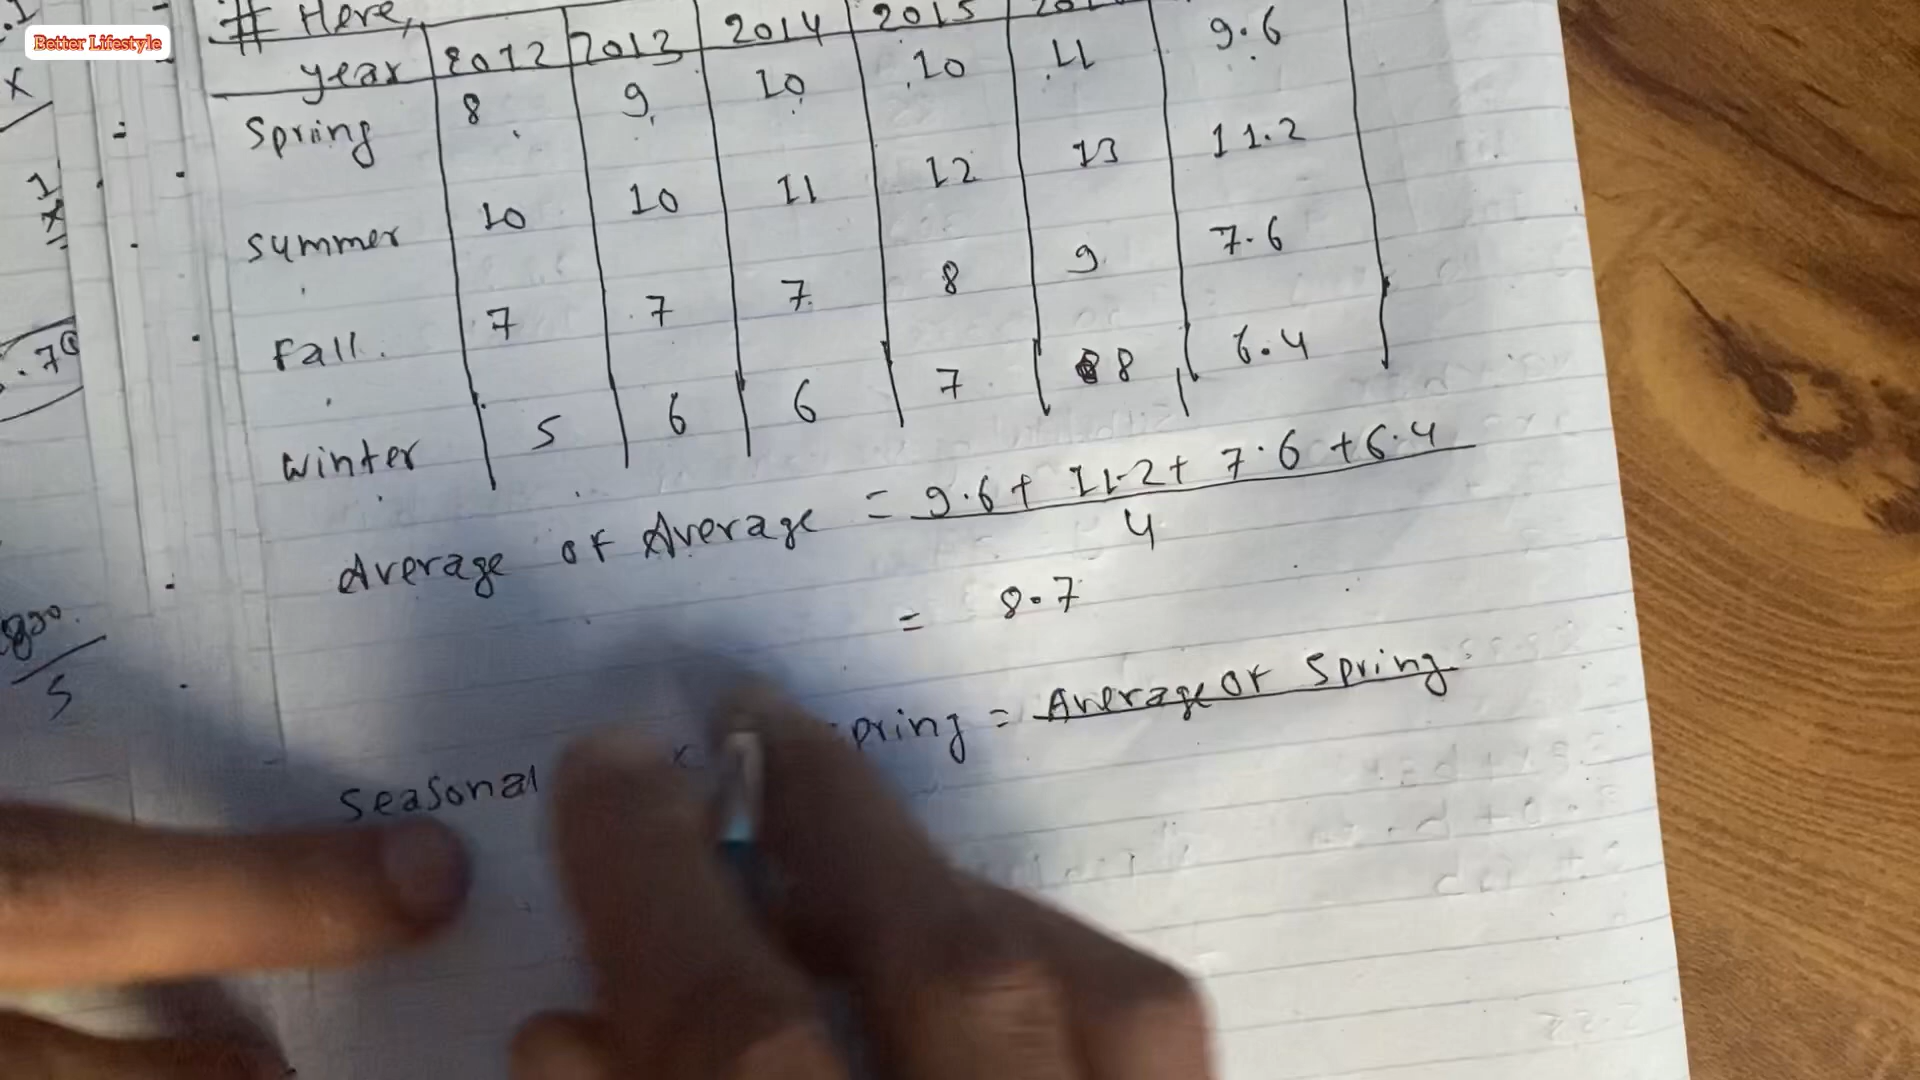 Better Lifestyle
# Here,
year 2012 2013 2014 2015
Spring 8 9 10 10 11 9.6
Summer 10 10 11 12 13 11.2
Fall. 7 7 7 8 9 7.6
Winter 5 6 6 7 8 6.4
Average of Average = 9.6 + 11.2 + 7.6 + 6.4
4
= 8.7
Seasonal pring = Average of Spring
800
5